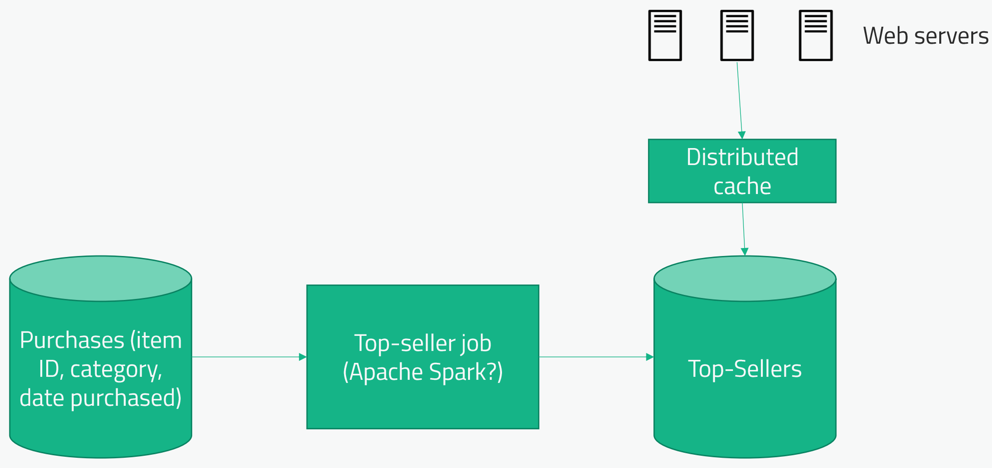 Web servers
Distributed
cache
Purchases (item
ID, category,
date purchased)
Top-seller job
(Apache Spark?)
Top-Sellers